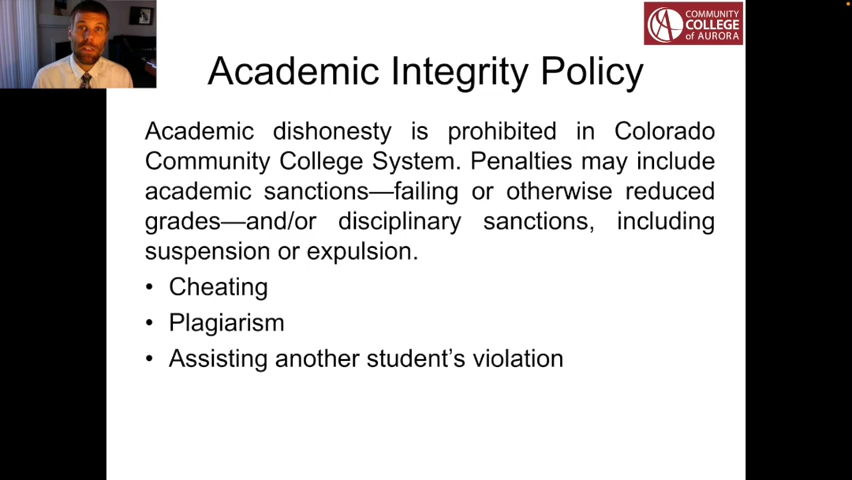 COMMUNITY
COLLEGE
of AURORA
Academic Integrity Policy
Academic dishonesty is prohibited in Colorado
Community College System. Penalties may include
academic sanctions—failing or otherwise reduced
grades—and/or disciplinary sanctions, including
suspension or expulsion.
• Cheating
• Plagiarism
• Assisting another student’s violation